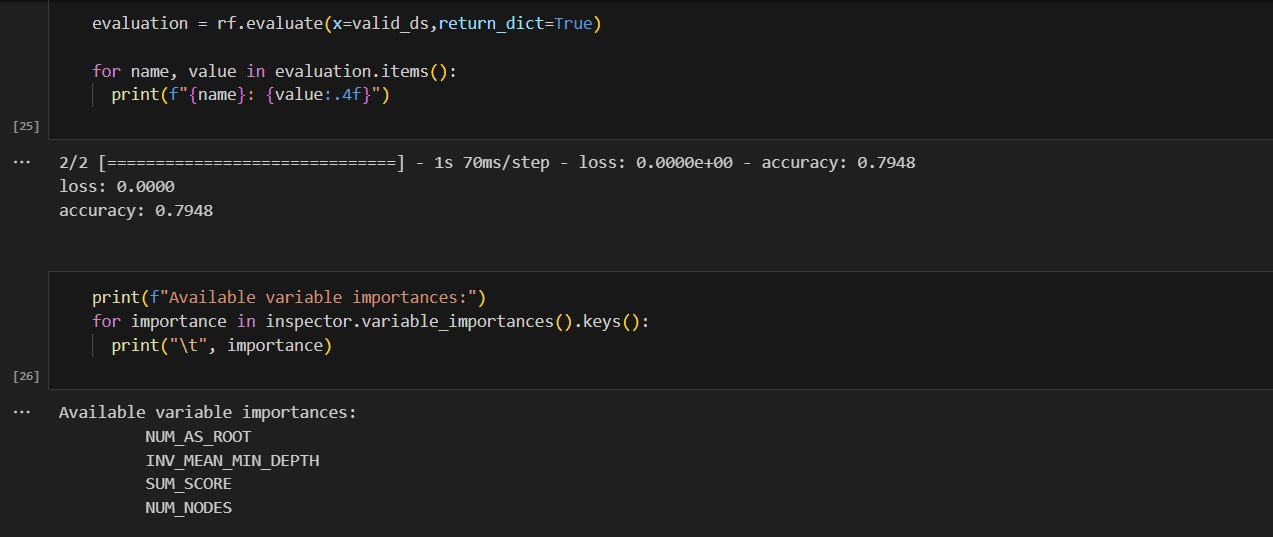 evaluation = rf.evaluate(x=valid_ds,return_dict=True)
for name, value in evaluation.items():
print(f"{name}: {value:.4f}")
[25]
... 2/2 [==============================] - 1s 70ms/step - loss: 0.0000e+00 - accuracy: 0.7948
loss: 0.0000
accuracy: 0.7948
print(f"Available variable importances:")
for importance in inspector.variable_importances().keys():
print("\t", importance)
[26]
... Available variable importances:
NUM_AS_ROOT
INV_MEAN_MIN_DEPTH
SUM_SCORE
NUM_NODES